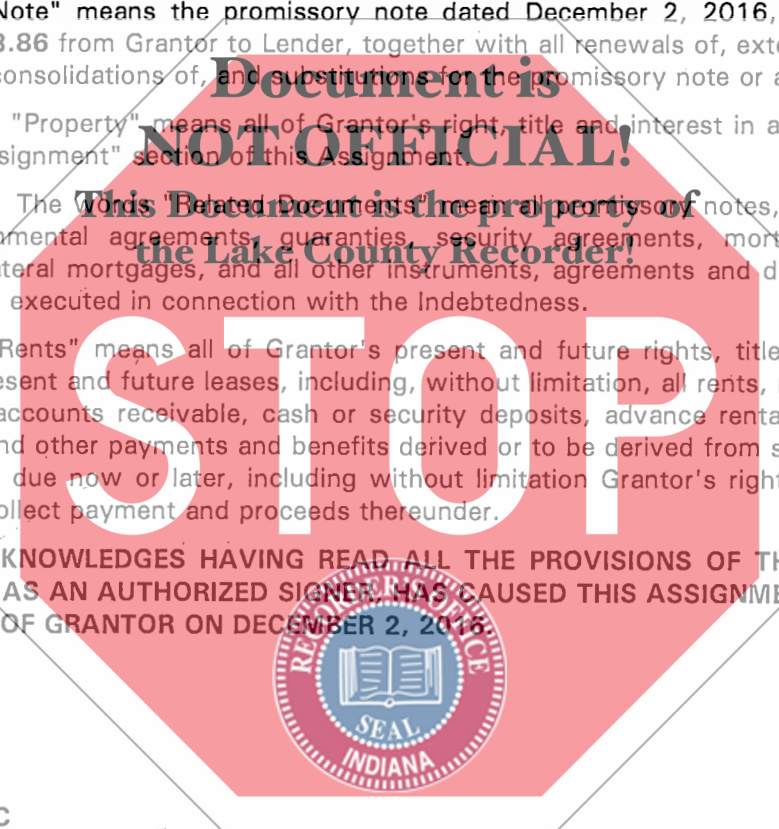 Note" means the promissory note dated December 2, 2016,
8.86 from Grantor to Lender, together with all renewals of, exte
consolidations of, and substitutions for the promissory note or a
Document is
"Property" means all of Grantor's right, title and interest in a
NOT OFFICIAL!
signment" section of this Assignment.
The words "Related Documents" mean all promissory notes,
This Document is the property of
nmental agreements, guaranties, security agreements, mort
the Lake County Recorder!
teral mortgages, and all other instruments, agreements and d
executed in connection with the Indebtedness.
Rents" means all of Grantor's present and future rights, title
esent and future leases, including, without limitation, all rents,
accounts receivable, cash or security deposits, advance renta
nd other payments and benefits derived or to be derived from s
due now or later, including without limitation Grantor's right
ollect payment and proceeds thereunder.
STOP
KNOWLEDGES HAVING READ ALL THE PROVISIONS OF TH
AS AN AUTHORIZED SIGNER, HAS CAUSED THIS ASSIGNME
OF GRANTOR ON DECEMBER 2, 2016.
RECORDER'S OFFICE
SEAL
INDIANA
C